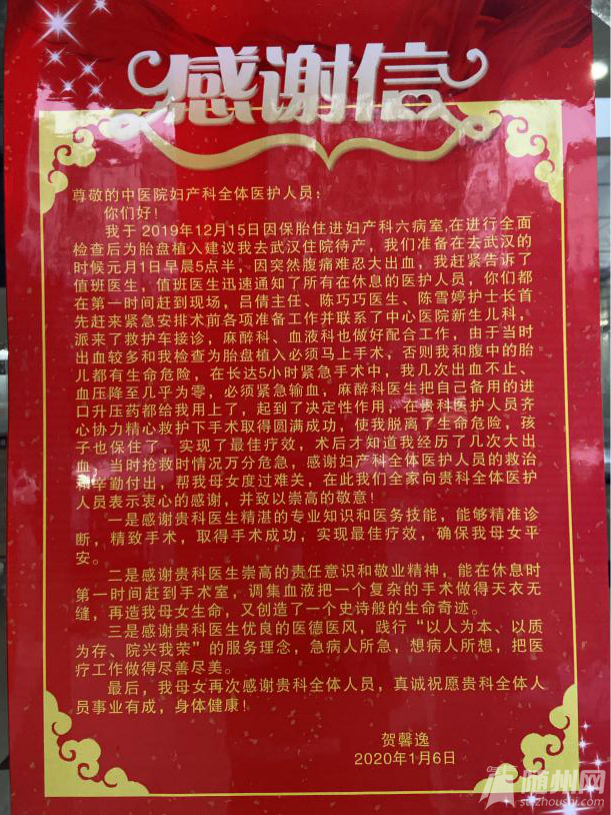 感谢信
尊敬的中医院妇产科全体医护人员：
你们好！
我于2019年12月15日因保胎住进妇产科六病室,在进行全面
检查后为胎盘植入建议我去武汉住院待产，我们准备在去武汉的
时候元月1日早晨5点半，因突然腹痛难忍大出血，我赶紧告诉了
值班医生，值班医生迅速通知了所有在休息的医护人员，你们都
在第一时间赶到现场，吕倩主任、陈巧巧医生、陈雪婷护士长首
先赶来紧急安排术前各项准备工作并联系了中心医院新生儿科，
派来了救护车接诊，麻醉科、血液科也做好配合工作，由于当时
出血较多和我检查为胎盘植入必须马上手术，否则我和腹中的胎
儿都有生命危险，在长达5小时紧急手术中，我几次出血不止、
血压降至几乎为零，必须紧急输血，麻醉科医生把自己备用的进
口升压药都给我用上了，起到了决定性作用，在贵科医护人员齐
心协力精心救护下手术取得圆满成功，使我脱离了生命危险，孩
子也保住了，实现了最佳疗效，术后才知道我经历了几次大出
血，当时抢救时情况万分危急，感谢妇产科全体医护人员的救治
和辛勤付出，帮我母女度过难关，在此我们全家向贵科全体医护
人员表示衷心的感谢，并致以崇高的敬意！
一是感谢贵科医生精湛的专业知识和医务技能，能够精准诊
断，精致手术，取得手术成功，实现最佳疗效，确保我母女平
安。
二是感谢贵科医生崇高的责任意识和敬业精神，能在休息时
第一时间赶到手术室，调集血液把一个复杂的手术做得天衣无
缝，再造我母女生命，又创造了一个史诗般的生命奇迹。
三是感谢贵科医生优良的医德医风，践行“以人为本、以质
为存、院兴我荣”的服务理念，急病人所急，想病人所想，把医
疗工作做得尽善尽美。
最后，我母女再次感谢贵科全体人员，真诚祝愿贵科全体人
员事业有成，身体健康！
贺馨逸
2020年1月6日
随州网
suizhoushi.com